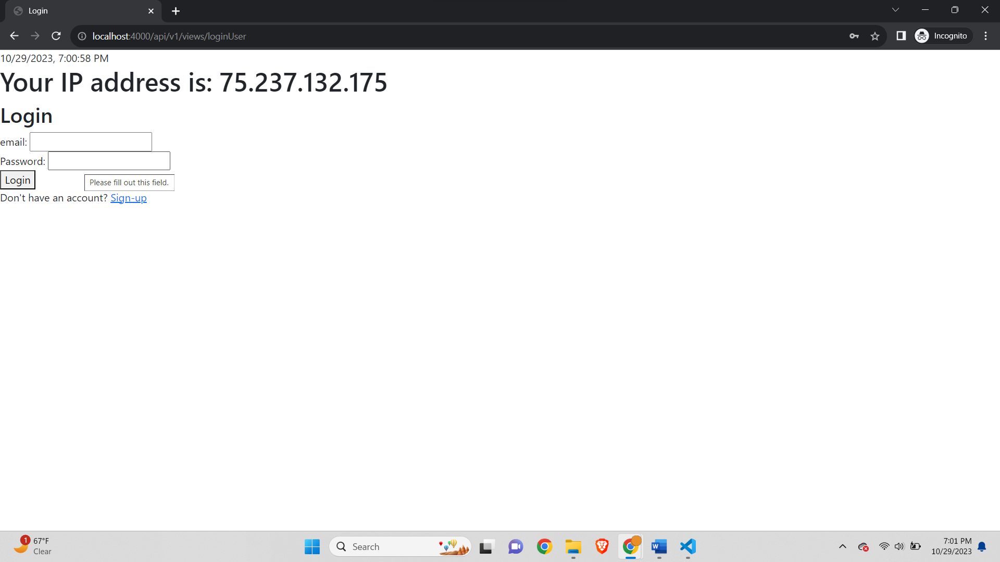 Login
localhost:4000/api/v1/views/loginUser
Incognito
10/29/2023, 7:00:58 PM
Your IP address is: 75.237.132.175
Login
email:
Password:
Login
Please fill out this field.
Don't have an account? Sign-up
1
67°F
Clear
Search
W
7:01 PM
10/29/2023